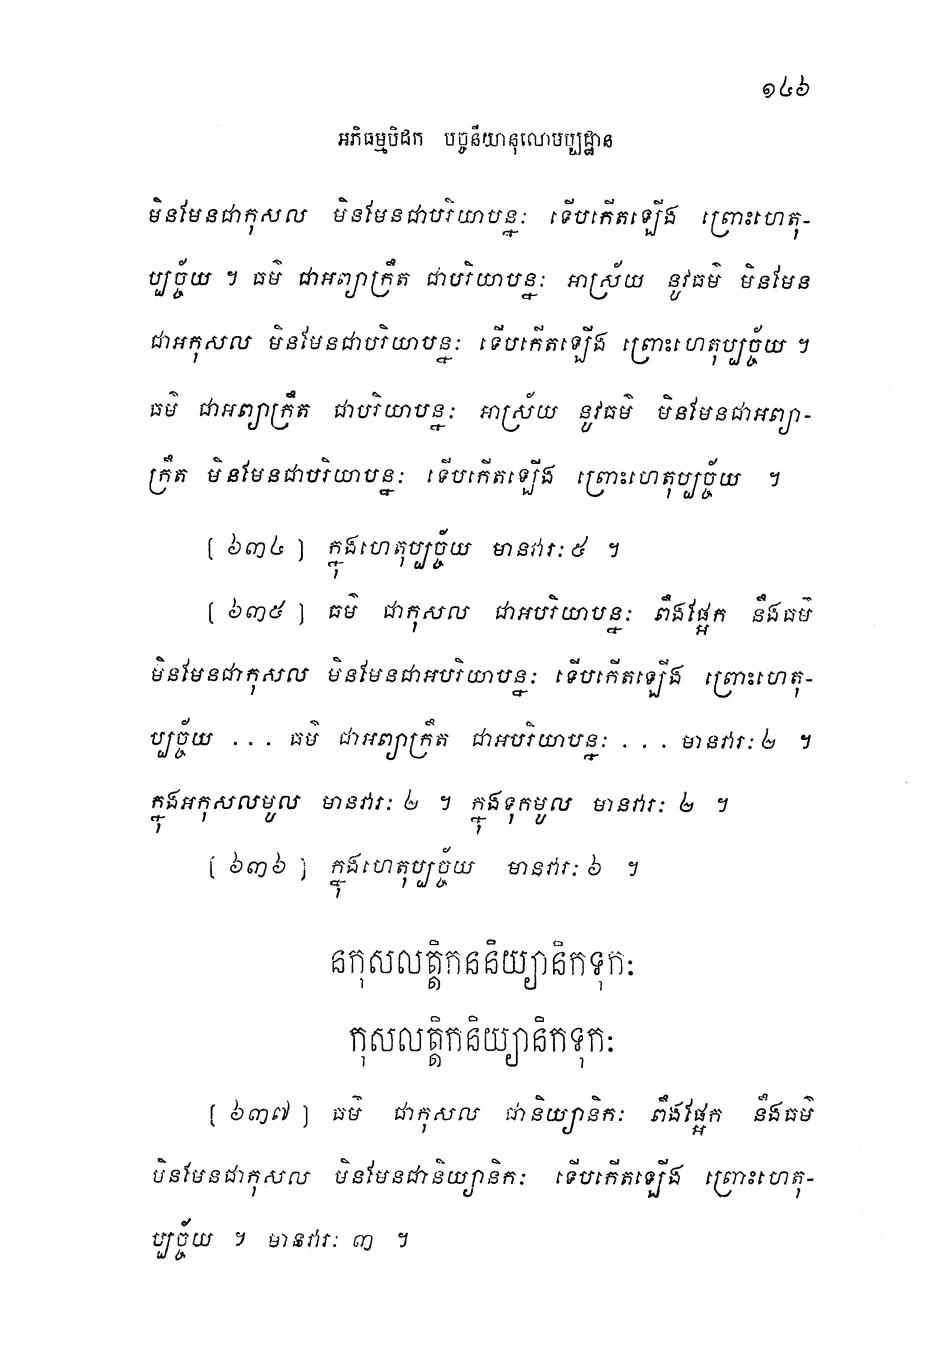 ១៤៦
អភិធម្មបិដក បច្ចនីយានុលោមប្បដ្ឋាន
មិនមែនជាកុសល មិនមែនជាបរិយាបន្នៈ ទើបកើតឡើង ព្រោះហេតុ-
ប្បច្ច័យ ។ ធម៌ ជាអព្យាក្រឹត ជាបរិយាបន្នៈ អាស្រ័យ នូវធម៌ មិនមែន
ជាអកុសល មិនមែនជាបរិយាបន្នៈ ទើបកើតឡើង ព្រោះហេតុប្បច្ច័យ ។
ធម៌ ជាអព្យាក្រឹត ជាបរិយាបន្នៈ អាស្រ័យ នូវធម៌ មិនមែនជាអព្យា-
ក្រឹត មិនមែនជាបរិយាបន្នៈ ទើបកើតឡើង ព្រោះហេតុប្បច្ច័យ ។
[ ៦៣៤ ] ក្នុងហេតុប្បច្ច័យ មានវារៈ ៥ ។
[ ៦៣៥ ] ធម៌ ជាកុសល ជាអបរិយាបន្នៈ ពឹងផ្អែក នឹងធម៌
មិនមែនជាកុសល មិនមែនជាអបរិយាបន្នៈ ទើបកើតឡើង ព្រោះហេតុ-
ប្បច្ច័យ ... ធម៌ ជាអព្យាក្រឹត ជាអបរិយាបន្នៈ ... មានវារៈ ២ ។
ក្នុងអកុសលមូល មានវារៈ ២ ។ ក្នុងទុកមូល មានវារៈ ២ ។
[ ៦៣៦ ] ក្នុងហេតុប្បច្ច័យ មានវារៈ ៦ ។
នកុសលត្តិកននិយ្យានិកទុកៈ
កុសលត្តិកនិយ្យានិកទុកៈ
[ ៦៣៧ ] ធម៌ ជាកុសល ជានិយ្យានិកៈ ពឹងផ្អែក នឹងធម៌
មិនមែនជាកុសល មិនមែនជានិយ្យានិកៈ ទើបកើតឡើង ព្រោះហេតុ-
ប្បច្ច័យ ។ មានវារៈ ៣ ។